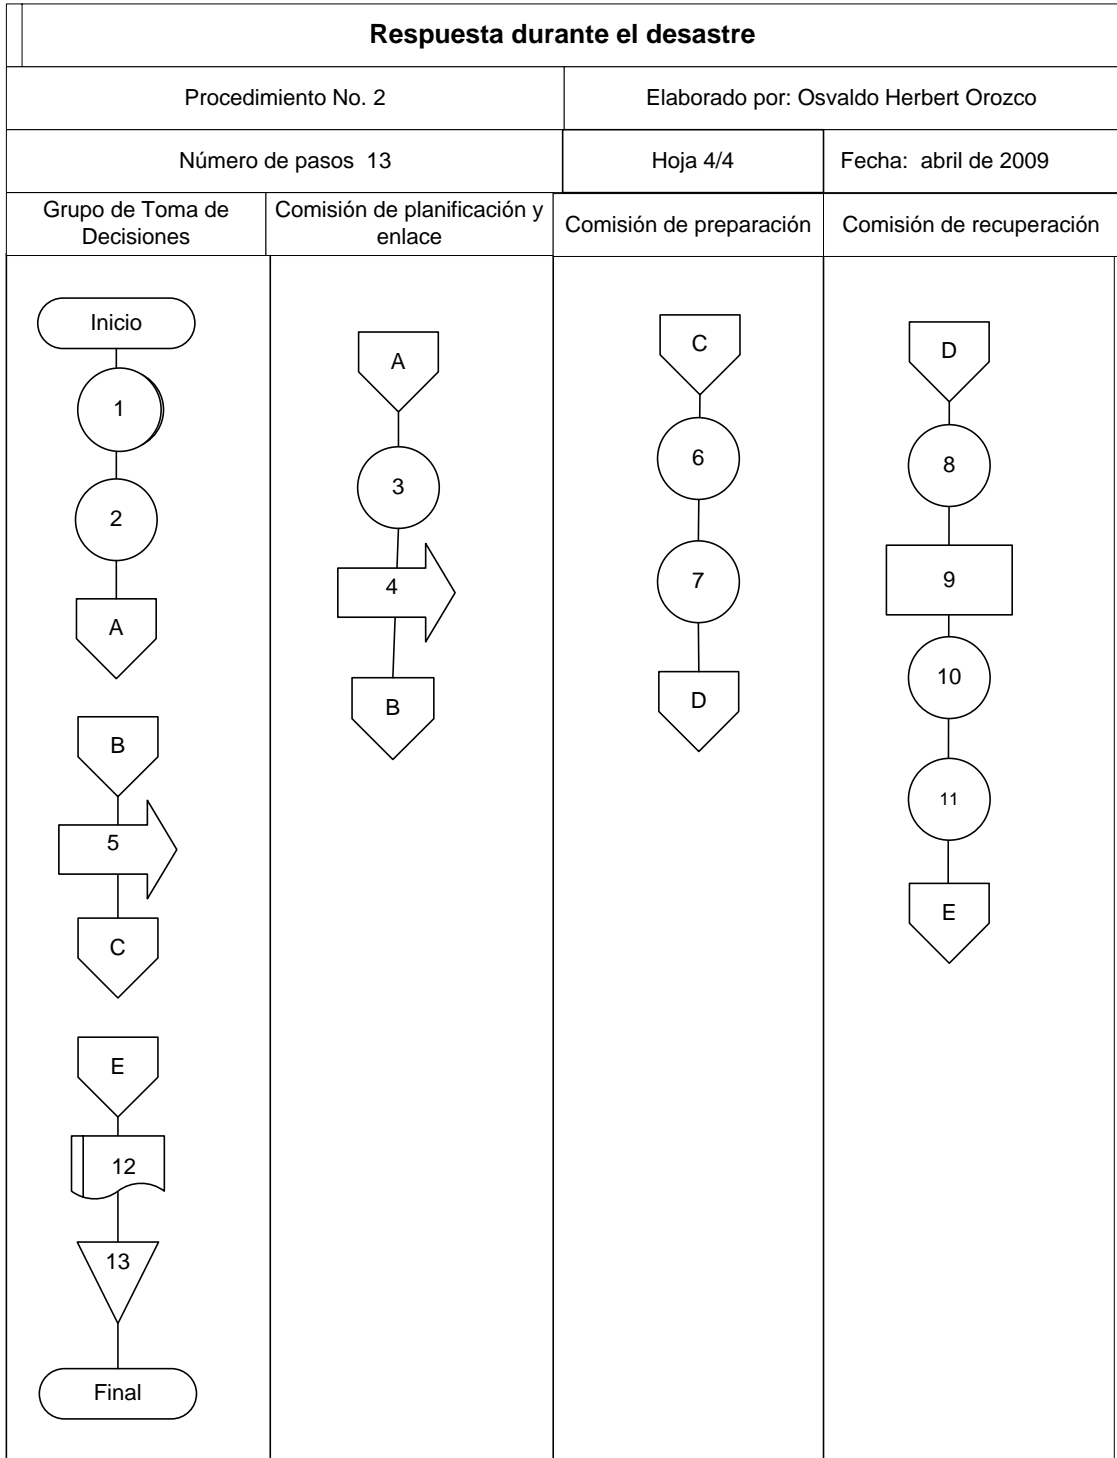 Respuesta durante el desastre
Procedimiento No. 2
Elaborado por: Osvaldo Herbert Orozco
Número de pasos  13
Hoja 4/4
Fecha:  abril de 2009
Grupo de Toma de
Decisiones
Comisión de planificación y
enlace
Comisión de preparación
Comisión de recuperación
Inicio
1
2
A
B
5
C
E
12
13
Final
A
3
4
B
C
6
7
D
D
8
9
10
11
E